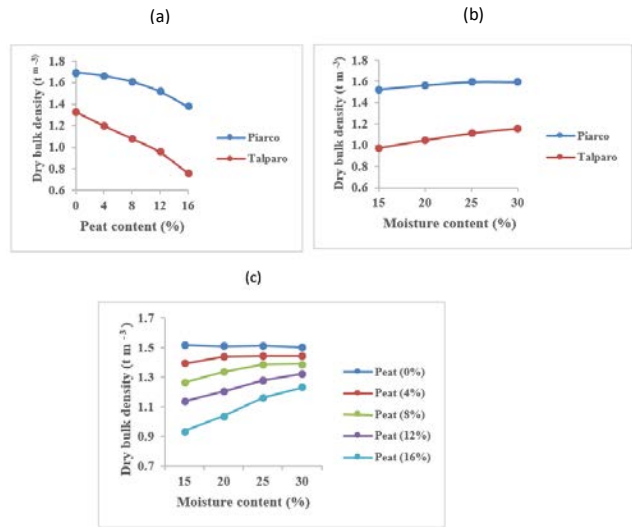 (a)
1.8
1.6
1.4
1.2
1.0
0.8
0.6
0 4 8 12 16
Dry bulk density (t m -3)
Peat content (%)
Piarco
Talparo
(b)
1.8
1.6
1.4
1.2
1.0
0.8
0.6
15 20 25 30
Dry bulk density (t m -3)
Moisture content (%)
Piarco
Talparo
(c)
1.7
1.5
1.3
1.1
0.9
0.7
15 20 25 30
Dry bulk density (t m -3)
Moisture content (%)
Peat (0%)
Peat (4%)
Peat (8%)
Peat (12%)
Peat (16%)